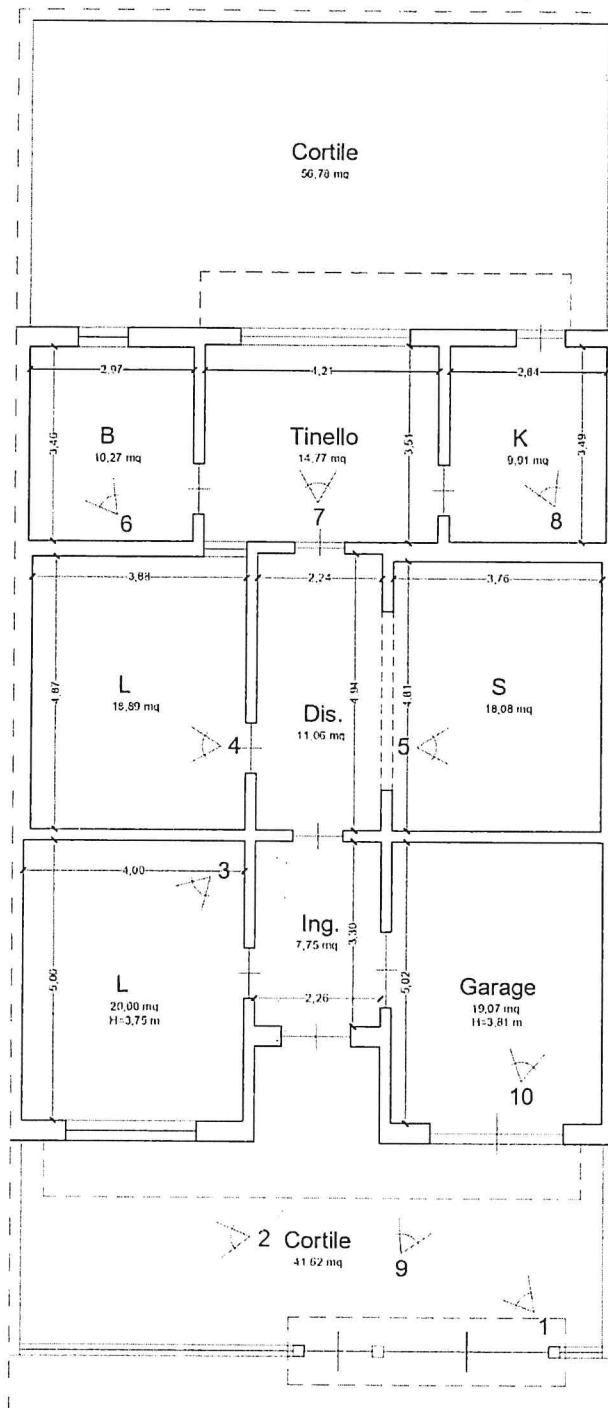 Cortile
56,78 mq
2,97
4,21
2,84
3,46
B
10,27 mq
Tinello
14,77 mq
3,51
K
9,91 mq
3,49
6
7
8
3,88
2,24
3,76
4,87
L
18,89 mq
4,94
4,81
S
18,08 mq
Dis.
11,06 mq
4
5
4,00
3
Ing.
7,75 mq
3,30
5,00
L
20,00 mq
H=3,75 m
2,26
5,02
Garage
19,07 mq
H=3,81 m
10
2
Cortile
41,62 mq
9
1